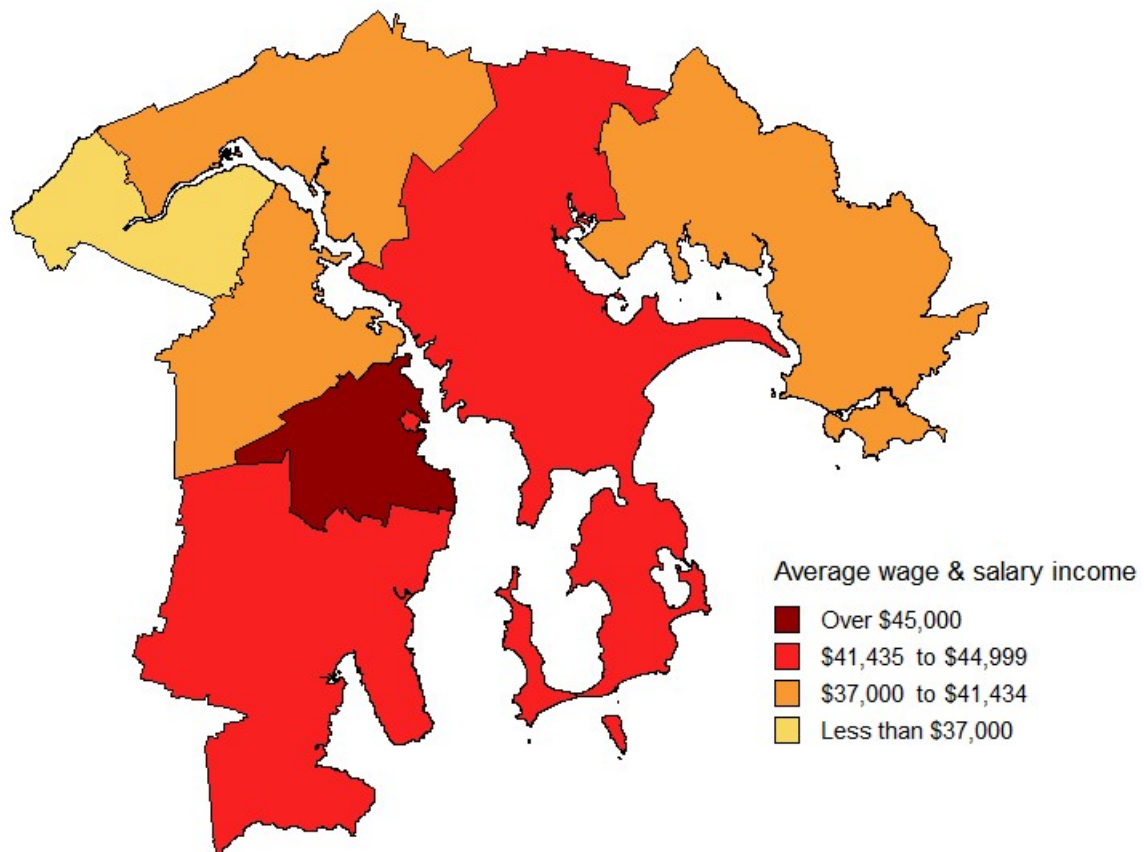 Average wage & salary income
Over $45,000
$41,435 to $44,999
$37,000 to $41,434
Less than $37,000